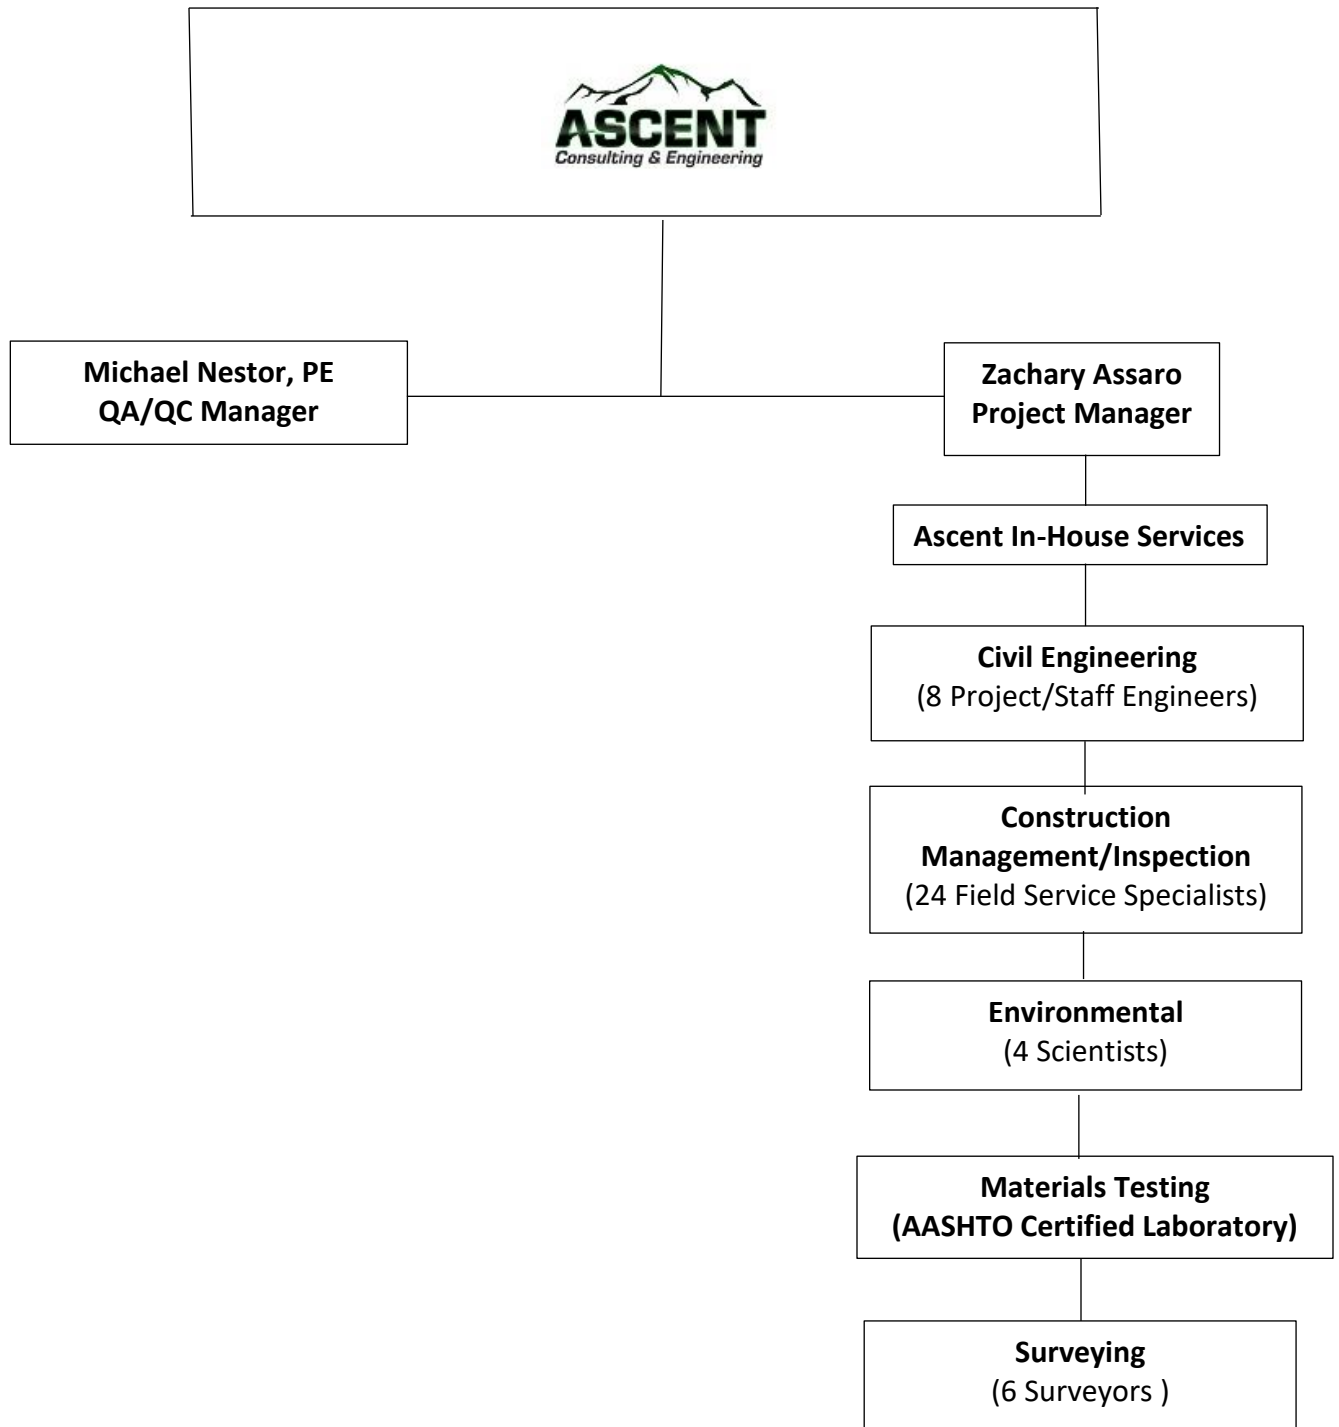 ASCENT
Consulting & Engineering
Michael Nestor, PE
QA/QC Manager
Zachary Assaro
Project Manager
Ascent In-House Services
Civil Engineering
(8 Project/Staff Engineers)
Construction
Management/Inspection
(24 Field Service Specialists)
Environmental
(4 Scientists)
Materials Testing
(AASHTO Certified Laboratory)
Surveying
(6 Surveyors )